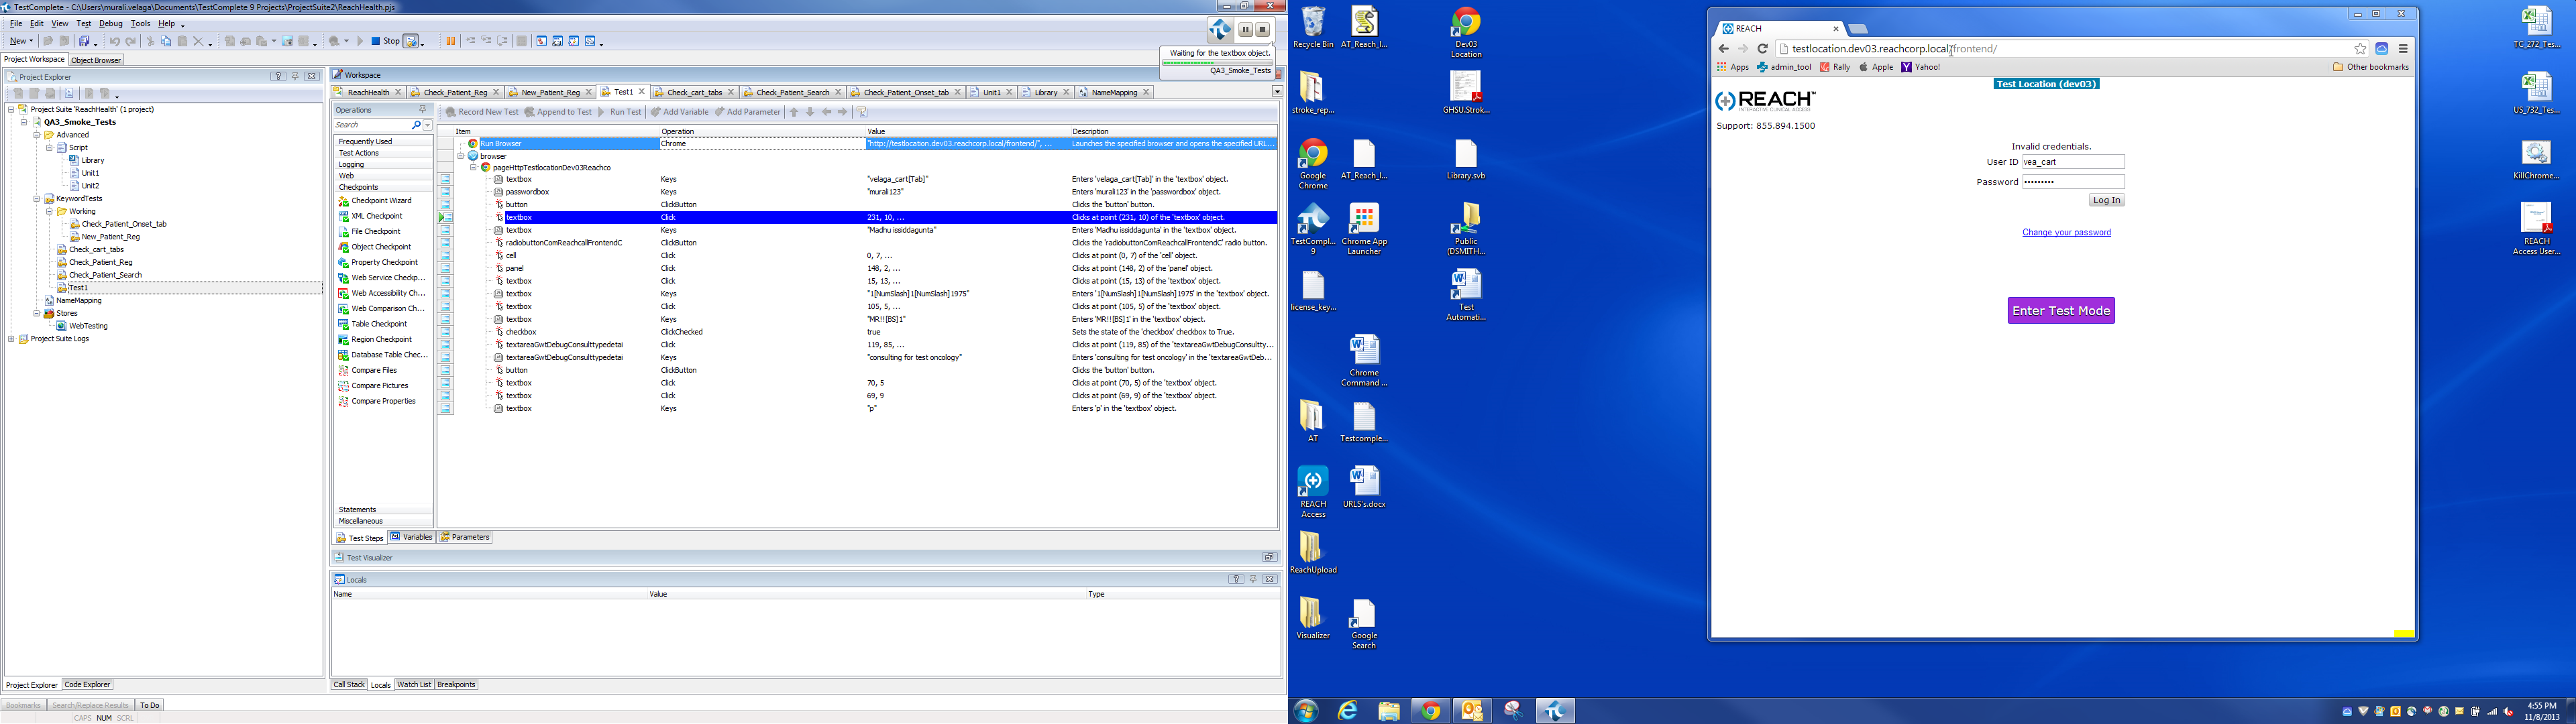 TestComplete - C:\Users\murali.velaga\Documents\TestComplete 9 Projects\ProjectSuite2\ReachHealth.pjs
File Edit View Test Debug Tools Help
New Stop
Waiting for the textbox object.
QA3_Smoke_Tests
Project Workspace Object Browser
Project Explorer
Project Suite 'ReachHealth' (1 project)
QA3_Smoke_Tests
Advanced
Script
Library
Unit1
Unit2
KeywordTests
Working
Check_Patient_Onset_tab
New_Patient_Reg
Check_cart_tabs
Check_Patient_Reg
Check_Patient_Search
Test1
NameMapping
Stores
WebTesting
Project Suite Logs
Project Explorer Code Explorer
Bookmarks Search/Replace Results To Do
CAPS NUM SCRL
Workspace
ReachHealth Check_Patient_Reg New_Patient_Reg Test1 Check_cart_tabs Check_Patient_Search Check_Patient_Onset_tab Unit1 Library NameMapping
Operations
Search
Frequently Used
Test Actions
Logging
Web
Checkpoints
Checkpoint Wizard
XML Checkpoint
File Checkpoint
Object Checkpoint
Property Checkpoint
Web Service Checkp...
Web Accessibility Ch...
Web Comparison Ch...
Table Checkpoint
Region Checkpoint
Database Table Chec...
Compare Files
Compare Pictures
Compare Properties
Statements
Miscellaneous
Record New Test Append to Test Run Test Add Variable Add Parameter
Item Operation Value Description
Run Browser Chrome "http://testlocation.dev03.reachcorp.local/frontend/", ... Launches the specified browser and opens the specified URL...
browser
pageHttpTestlocationDev03Reachco
textbox Keys "velaga_cart[Tab]" Enters 'velaga_cart[Tab]' in the 'textbox' object.
passwordbox Keys "murali123" Enters 'murali123' in the 'passwordbox' object.
button ClickButton Clicks the 'button' button.
textbox Click 231, 10, ... Clicks at point (231, 10) of the 'textbox' object.
textbox Keys "Madhu issiddagunta" Enters 'Madhu issiddagunta' in the 'textbox' object.
radiobuttonComReachcallFrontendC ClickButton Clicks the 'radiobuttonComReachcallFrontendC' radio button.
cell Click 0, 7, ... Clicks at point (0, 7) of the 'cell' object.
panel Click 148, 2, ... Clicks at point (148, 2) of the 'panel' object.
textbox Click 15, 13, ... Clicks at point (15, 13) of the 'textbox' object.
textbox Keys "1[NumSlash]1[NumSlash]1975" Enters '1[NumSlash]1[NumSlash]1975' in the 'textbox' object.
textbox Click 105, 5, ... Clicks at point (105, 5) of the 'textbox' object.
textbox Keys "MR!![BS]1" Enters 'MR!![BS]1' in the 'textbox' object.
checkbox ClickChecked true Sets the state of the 'checkbox' checkbox to True.
textareaGwtDebugConsulttypedetai Click 119, 85, ... Clicks at point (119, 85) of the 'textareaGwtDebugConsultty...
textareaGwtDebugConsulttypedetai Keys "consulting for test oncology" Enters 'consulting for test oncology' in the 'textareaGwtDeb...
button ClickButton Clicks the 'button' button.
textbox Click 70, 5 Clicks at point (70, 5) of the 'textbox' object.
textbox Click 69, 9 Clicks at point (69, 9) of the 'textbox' object.
textbox Keys "p" Enters 'p' in the 'textbox' object.
Test Steps Variables Parameters
Test Visualizer
Locals
Name Value Type
Call Stack Locals Watch List Breakpoints
Recycle Bin
AT_Reach_I...
Dev03 Location
stroke_rep...
GHSU.Strok...
Google Chrome
AT_Reach_I...
Library.svb
TestCompl... 9
Chrome App Launcher
Public (DSMITH...
license_key...
Test Automati...
Chrome Command ...
AT
Testcomple...
REACH Access
URLS's.docx
ReachUpload
Visualizer
Google Search
REACH
testlocation.dev03.reachcorp.local/frontend/
Apps admin_tool Rally Apple Yahoo! Other bookmarks
Test Location (dev03)
REACH™
INTERACTIVE CLINICAL ACCESS
Support: 855.894.1500
Invalid credentials.
User ID vea_cart
Password •••••••••
Log In
Change your password
Enter Test Mode
TC_272_Tes...
US_732_Tes...
KillChrome...
REACH Access User...
4:55 PM
11/8/2013